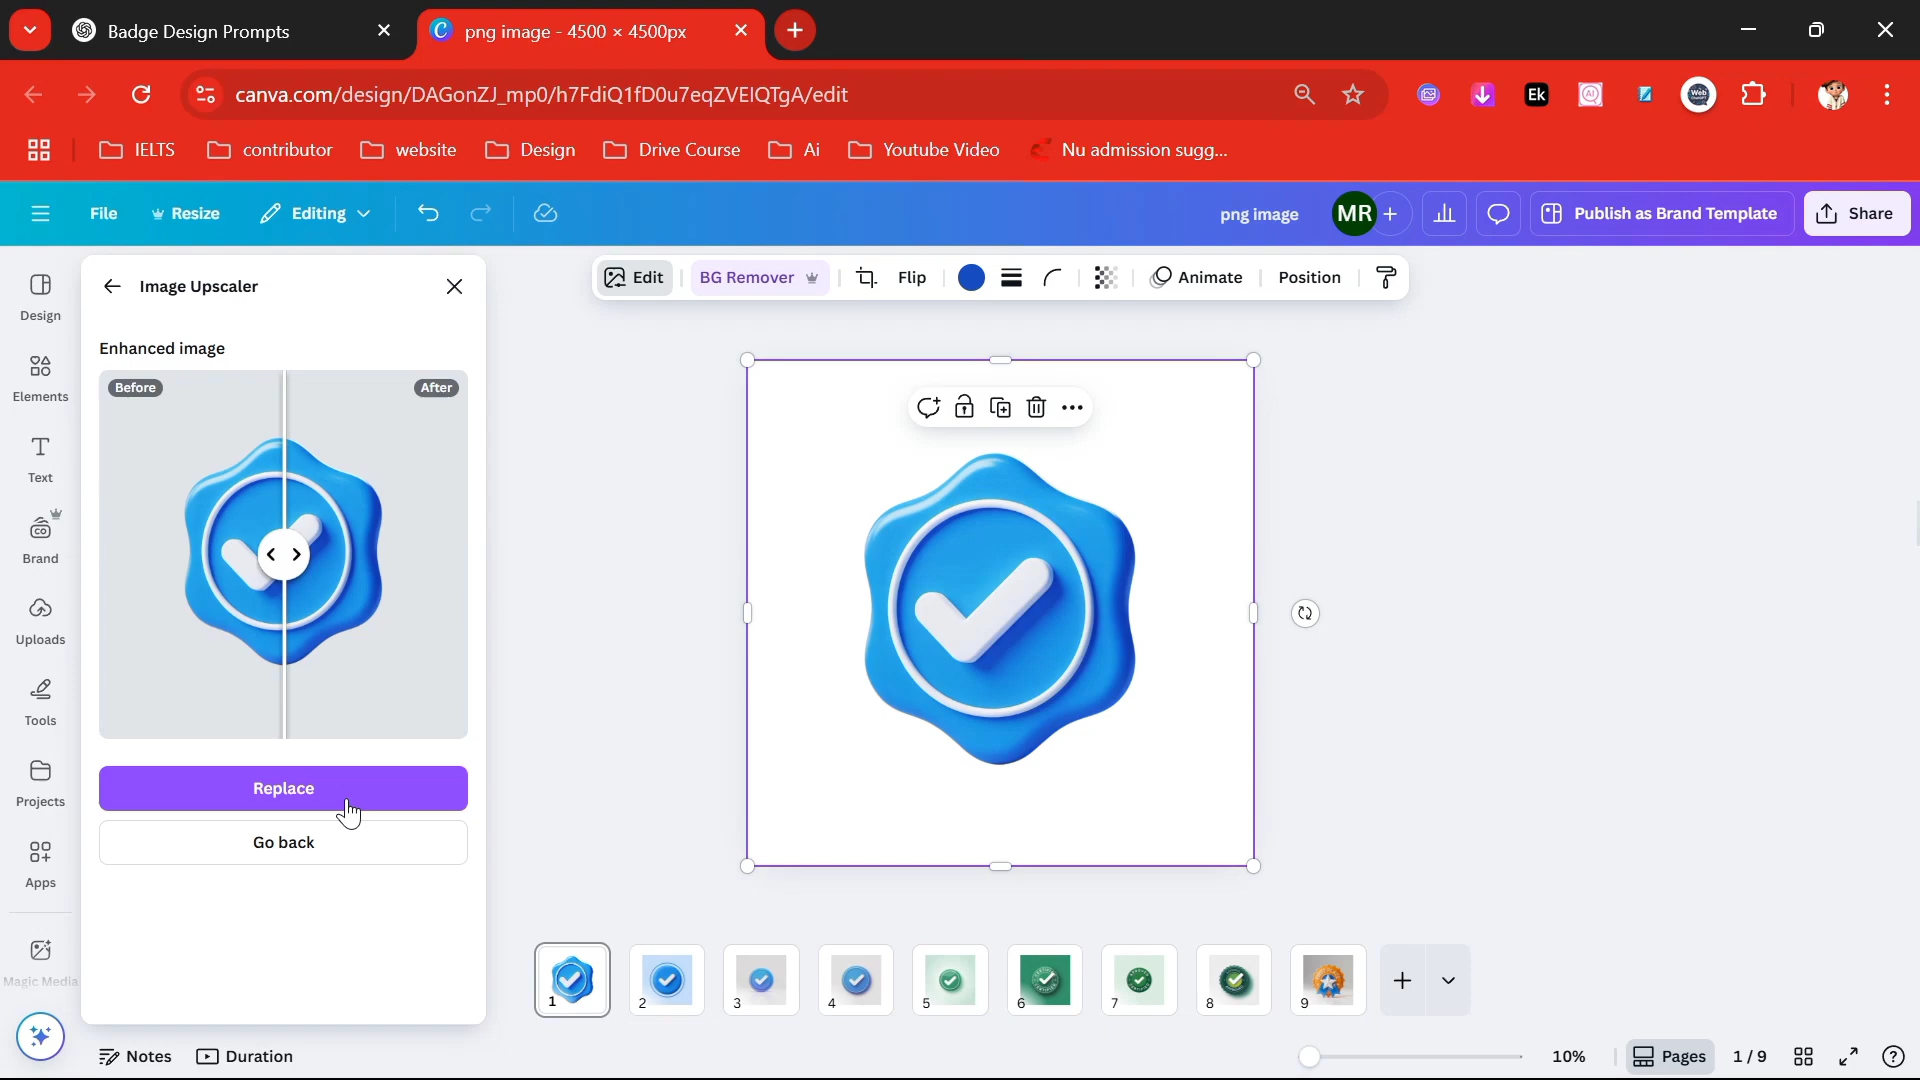 Badge Design Prompts
png image - 4500 × 4500px
canva.com/design/DAGonZJ_mp0/h7FdiQ1fD0u7eqZVEIQTgA/edit
Ek
AI
Web
IELTS
contributor
website
Design
Drive Course
Ai
Youtube Video
Nu admission sugg...
File
Resize
Editing
png image
MR
Publish as Brand Template
Share
Design
Elements
Text
Brand
Uploads
Tools
Projects
Apps
Magic Media
Image Upscaler
Enhanced image
Before
After
Replace
Go back
Edit
BG Remover
Flip
Animate
Position
1
2
3
4
5
6
7
8
9
Notes
Duration
10%
Pages
1 / 9